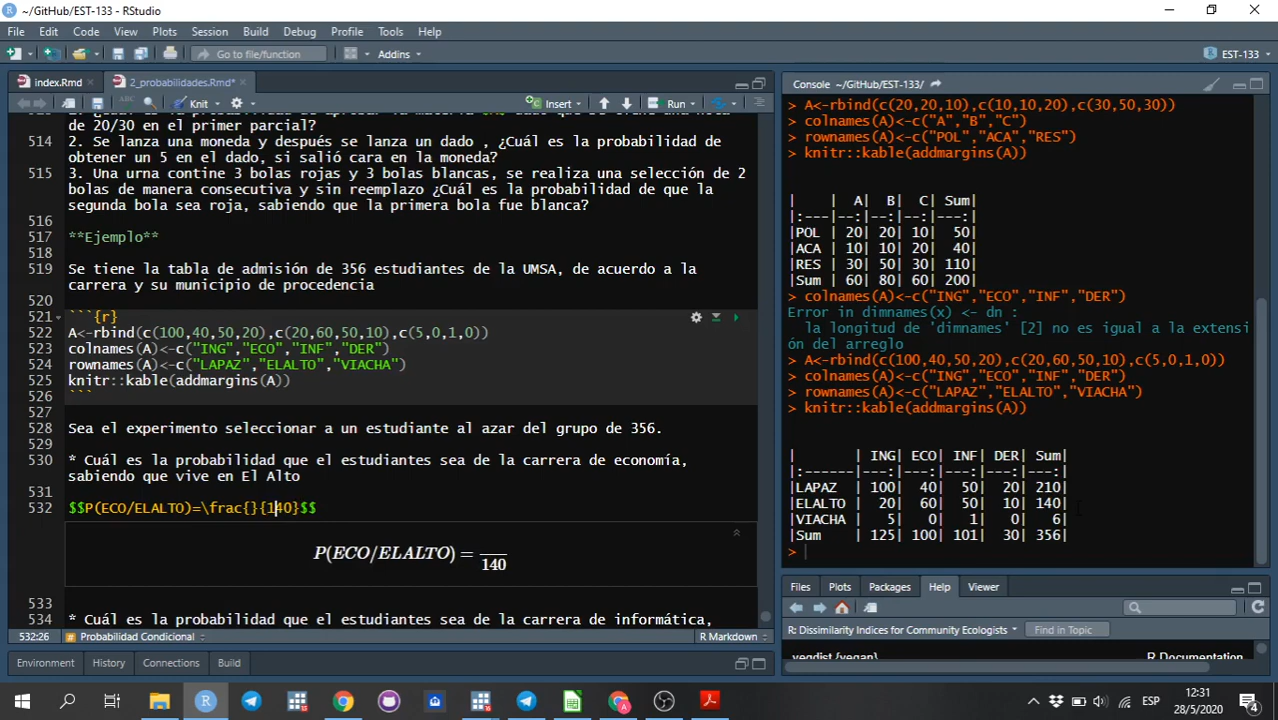 ~/GitHub/EST-133 - RStudio
File Edit Code View Plots Session Build Debug Profile Tools Help
Go to file/function
Addins
EST-133
index.Rmd
2_probabilidades.Rmd*
Knit
Insert
Run
de 20/30 en el primer parcial?
514 2. Se lanza una moneda y después se lanza un dado , ¿Cuál es la probabilidad de
obtener un 5 en el dado, si salió cara en la moneda?
515 3. Una urna contine 3 bolas rojas y 3 bolas blancas, se realiza una selección de 2
bolas de manera consecutiva y sin reemplazo ¿Cuál es la probabilidad de que la
segunda bola sea roja, sabiendo que la primera bola fue blanca?
516
517 **Ejemplo**
518
519 Se tiene la tabla de admisión de 356 estudiantes de la UMSA, de acuerdo a la
carrera y su municipio de procedencia
520
521 ```{r}
522 A<-rbind(c(100,40,50,20),c(20,60,50,10),c(5,0,1,0))
523 colnames(A)<-c("ING","ECO","INF","DER")
524 rownames(A)<-c("LAPAZ","ELALTO","VIACHA")
525 knitr::kable(addmargins(A))
526 ```
527
528 Sea el experimento seleccionar a un estudiante al azar del grupo de 356.
529
530 * Cuál es la probabilidad que el estudiantes sea de la carrera de economía,
sabiendo que vive en El Alto
531
532 $$P(ECO/ELALTO)=\frac{}{140}$$
P(ECO/ELALTO) =
140
533
534 * Cuál es la probabilidad que el estudiantes sea de la carrera de informática,
532:26
Probabilidad Condicional
R Markdown
Environment History Connections Build
Console ~/GitHub/EST-133/
> A<-rbind(c(20,20,10),c(10,10,20),c(30,50,30))
> colnames(A)<-c("A","B","C")
> rownames(A)<-c("POL","ACA","RES")
> knitr::kable(addmargins(A))
| | A| B| C| Sum|
|:---|--:|--:|--:|---:|
|POL | 20| 20| 10| 50|
|ACA | 10| 10| 20| 40|
|RES | 30| 50| 30| 110|
|Sum | 60| 80| 60| 200|
> colnames(A)<-c("ING","ECO","INF","DER")
Error in dimnames(x) <- dn :
la longitud de 'dimnames' [2] no es igual a la extensi
ón del arreglo
> A<-rbind(c(100,40,50,20),c(20,60,50,10),c(5,0,1,0))
> colnames(A)<-c("ING","ECO","INF","DER")
> rownames(A)<-c("LAPAZ","ELALTO","VIACHA")
> knitr::kable(addmargins(A))
| | ING| ECO| INF| DER| Sum|
|:------|---:|---:|---:|---:|---:|
|LAPAZ | 100| 40| 50| 20| 210|
|ELALTO | 20| 60| 50| 10| 140|
|VIACHA | 5| 0| 1| 0| 6|
|Sum | 125| 100| 101| 30| 356|
>
Files Plots Packages Help Viewer
R: Dissimilarity Indices for Community Ecologists
Find in Topic
vegdist {vegan}
R Documentation
ESP
12:31
28/5/2020
4